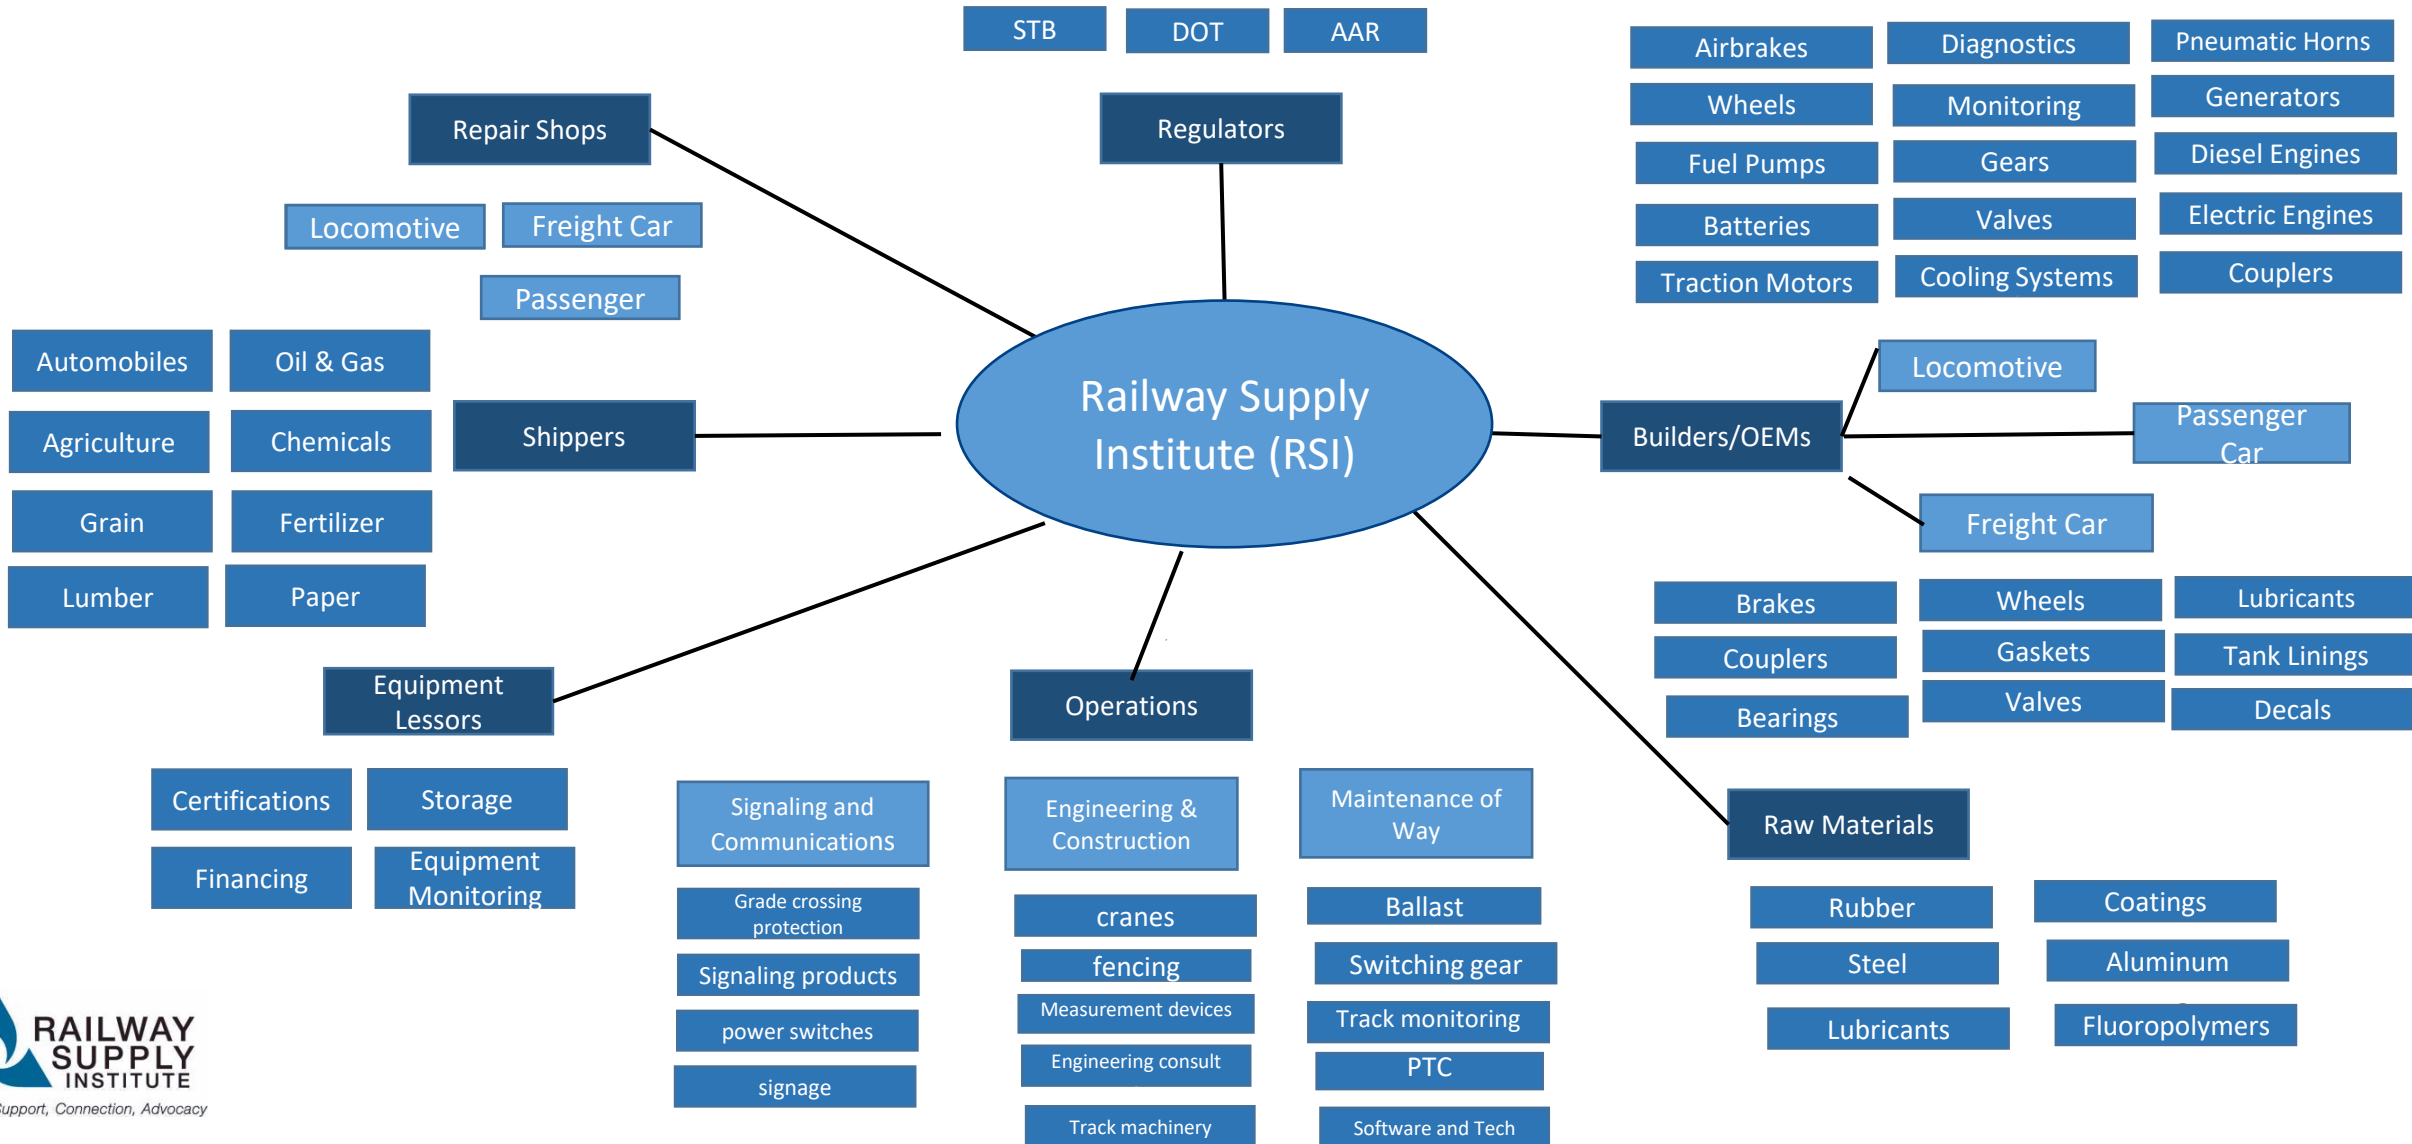 STB
DOT
AAR
Airbrakes
Diagnostics
Pneumatic Horns
Wheels
Monitoring
Generators
Fuel Pumps
Gears
Diesel Engines
Batteries
Valves
Electric Engines
Traction Motors
Cooling Systems
Couplers
Repair Shops
Locomotive
Freight Car
Passenger
Regulators
Railway Supply
Institute (RSI)
Automobiles
Oil & Gas
Agriculture
Chemicals
Grain
Fertilizer
Lumber
Paper
Shippers
Builders/OEMs
Locomotive
Passenger
Car
Freight Car
Brakes
Wheels
Lubricants
Couplers
Gaskets
Tank Linings
Bearings
Valves
Decals
Equipment
Lessors
Certifications
Storage
Financing
Equipment
Monitoring
Operations
Signaling and
Communications
Grade crossing
protection
Signaling products
power switches
signage
Engineering &
Construction
cranes
fencing
Measurement devices
Engineering consult
Track machinery
Maintenance of
Way
Ballast
Switching gear
Track monitoring
PTC
Software and Tech
Raw Materials
Rubber
Coatings
Steel
Aluminum
Lubricants
Fluoropolymers
RAILWAY
SUPPLY
INSTITUTE
Support, Connection, Advocacy